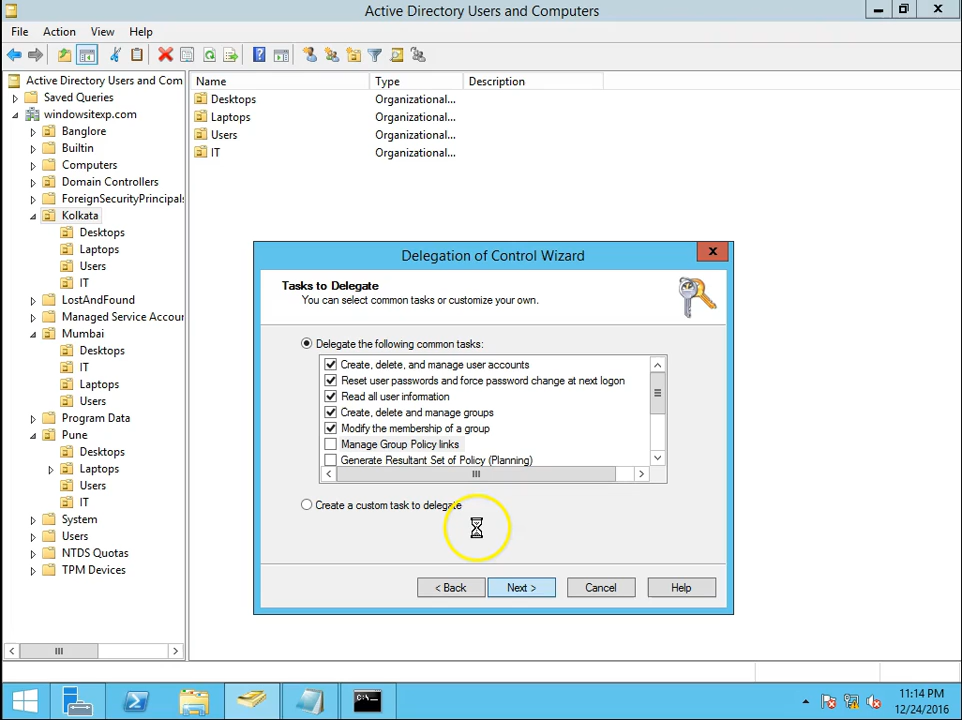 Active Directory Users and Computers
File Action View Help
Active Directory Users and Com
Saved Queries
windowsitexp.com
Banglore
Builtin
Computers
Domain Controllers
ForeignSecurityPrincipals
Kolkata
Desktops
Laptops
Users
IT
LostAndFound
Managed Service Accour
Mumbai
Desktops
IT
Laptops
Users
Program Data
Pune
Desktops
Laptops
Users
IT
System
Users
NTDS Quotas
TPM Devices
Name Type Description
Desktops Organizational...
Laptops Organizational...
Users Organizational...
IT Organizational...
Delegation of Control Wizard
Tasks to Delegate
You can select common tasks or customize your own.
Delegate the following common tasks:
Create, delete, and manage user accounts
Reset user passwords and force password change at next logon
Read all user information
Create, delete and manage groups
Modify the membership of a group
Manage Group Policy links
Generate Resultant Set of Policy (Planning)
Create a custom task to delegate
< Back Next > Cancel Help
11:14 PM
12/24/2016